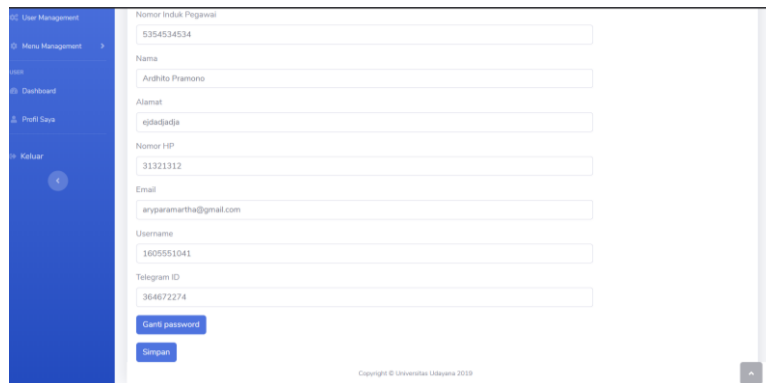 User Management
Menu Management
USER
Dashboard
Profil Saya
Keluar
Nomor Induk Pegawai
5354534534
Nama
Ardhito Pramono
Alamat
ejdadjadja
Nomor HP
31321312
Email
aryparamartha@gmail.com
Username
1605551041
Telegram ID
364672274
Ganti password
Simpan
Copyright © Universitas Udayana 2019